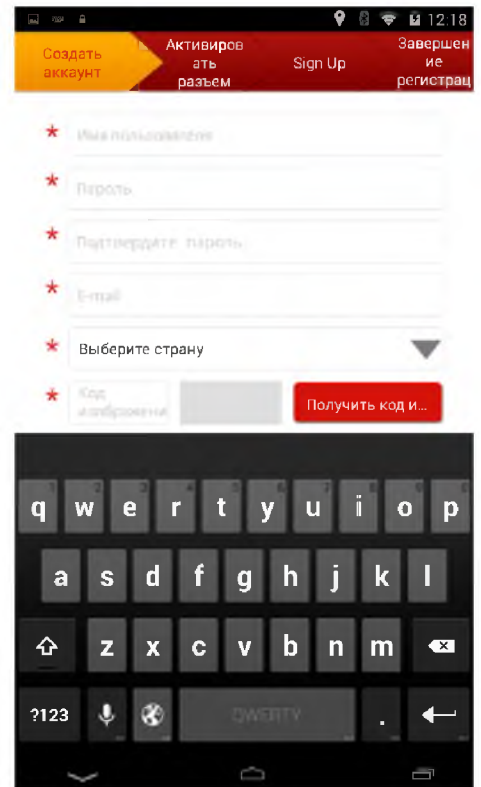 12:18
Создать
аккаунт
Активиров
ать
разъем
Sign Up
Завершен
ие
регистрац
* Имя пользователя
* Пароль
* Подтвердите пароль
* E-mail
* Выберите страну
* Код
изображени
Получить код и...
q w e r t y u i o p
a s d f g h j k l
z x c v b n m
?123 QWERTY .